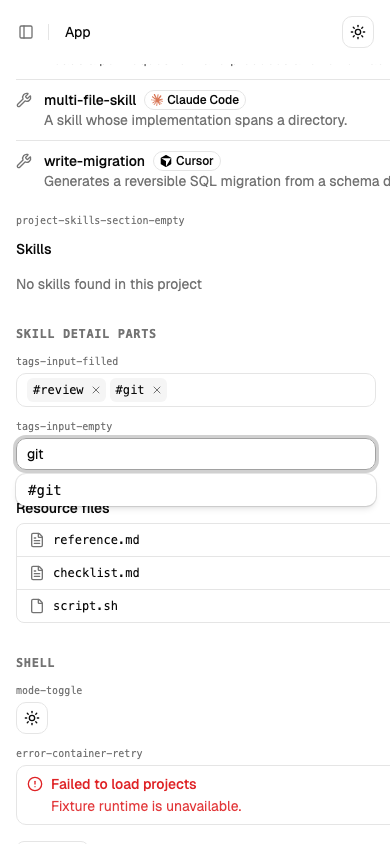 App
multi-file-skill Claude Code
A skill whose implementation spans a directory.
write-migration Cursor
Generates a reversible SQL migration from a schema d
project-skills-section-empty
Skills
No skills found in this project
SKILL DETAIL PARTS
tags-input-filled
#review #git
tags-input-empty
git
#git
Resource files
reference.md
checklist.md
script.sh
SHELL
mode-toggle
error-container-retry
Failed to load projects
Fixture runtime is unavailable.